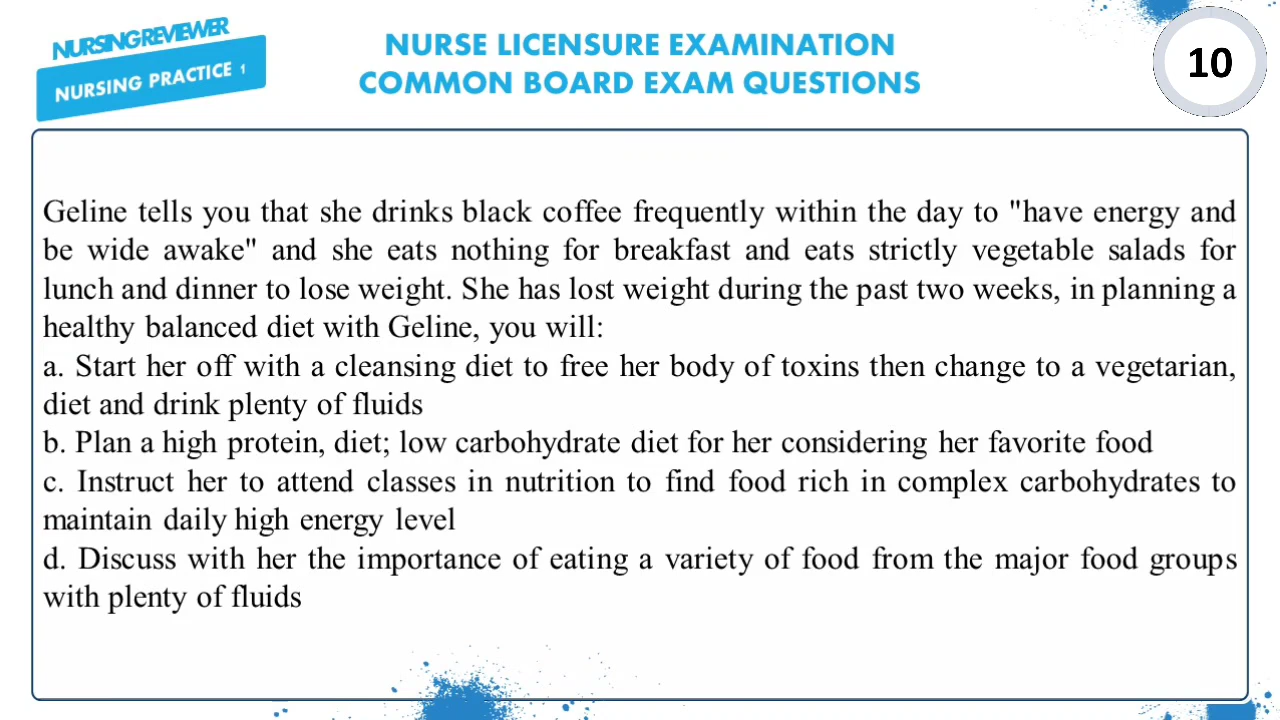 NURSINGREVIEWER
NURSING PRACTICE 1
NURSE LICENSURE EXAMINATION
COMMON BOARD EXAM QUESTIONS
10
Geline tells you that she drinks black coffee frequently within the day to "have energy and
be wide awake" and she eats nothing for breakfast and eats strictly vegetable salads for
lunch and dinner to lose weight. She has lost weight during the past two weeks, in planning a
healthy balanced diet with Geline, you will:
a. Start her off with a cleansing diet to free her body of toxins then change to a vegetarian,
diet and drink plenty of fluids
b. Plan a high protein, diet; low carbohydrate diet for her considering her favorite food
c. Instruct her to attend classes in nutrition to find food rich in complex carbohydrates to
maintain daily high energy level
d. Discuss with her the importance of eating a variety of food from the major food groups
with plenty of fluids